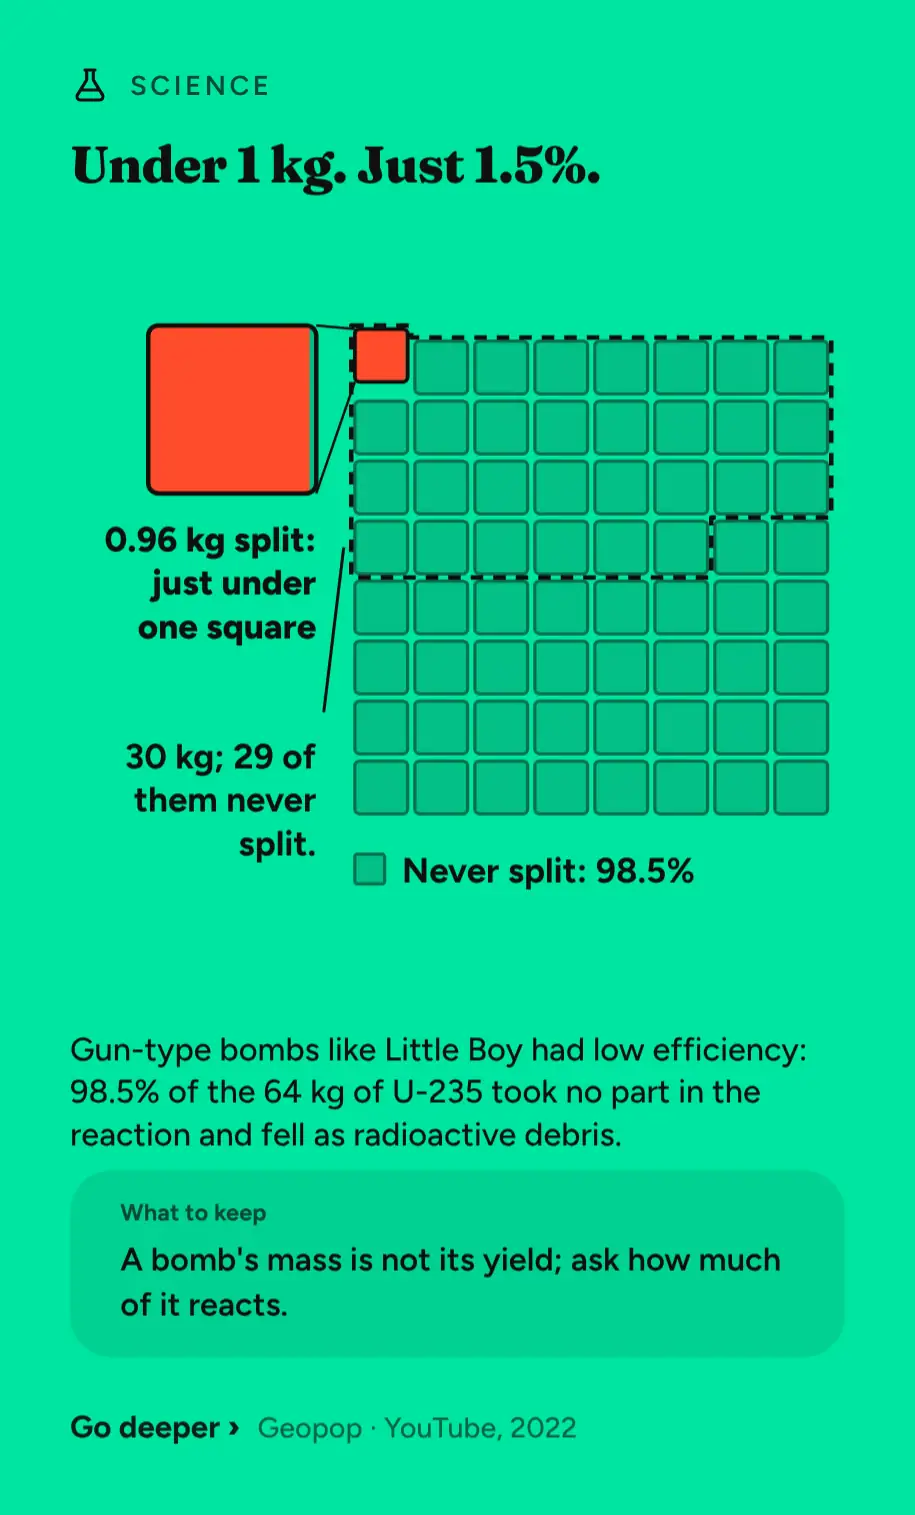 SCIENCE
Under 1 kg. Just 1.5%.
0.96 kg split:
just under
one square
30 kg; 29 of
them never
split.
Never split: 98.5%
Gun-type bombs like Little Boy had low efficiency:
98.5% of the 64 kg of U-235 took no part in the
reaction and fell as radioactive debris.
What to keep
A bomb's mass is not its yield; ask how much
of it reacts.
Go deeper › Geopop · YouTube, 2022